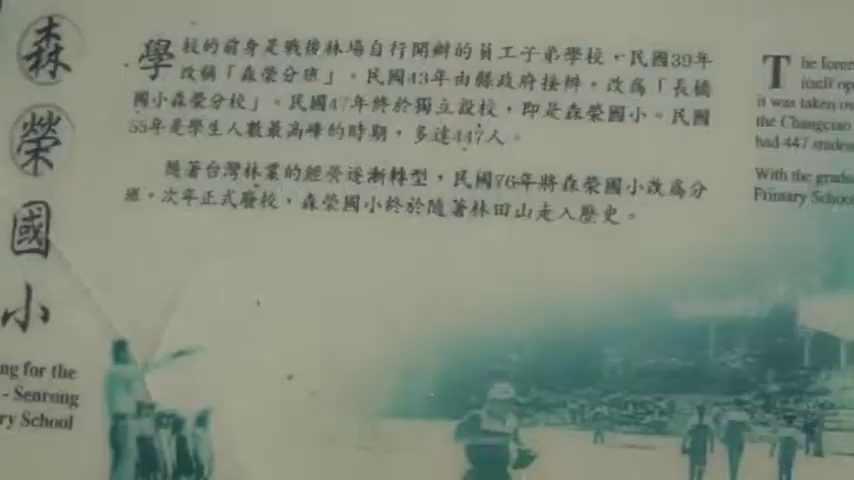 森榮國小
ng for the
- Senrong
ry School
學校的前身是戰後林場自行開辦的員工子弟學校,民國39年
改稱「森榮分班」。民國43年由縣政府接辦,改為「長橋
國小森榮分校」。民國47年終於獨立設校,即是森榮國小。民國
55年是學生人數最高峰的時期,多達447人。
隨著台灣林業的經營逐漸轉型,民國76年將森榮國小改為分
班。次年正式廢校,森榮國小終於隨著林田山走入歷史。
The fore
itself op
it was taken ov
the Changciao
had 447 studen
With the gradu
Primary Schoo